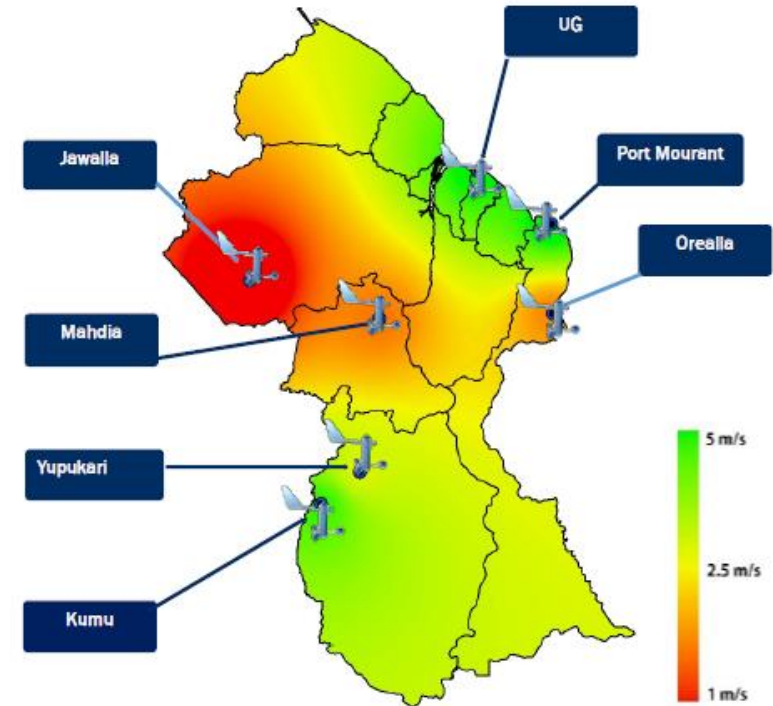 UG
Jawalla
Port Mourant
Orealla
Mahdia
Yupukari
Kumu
5 m/s
2.5 m/s
1 m/s